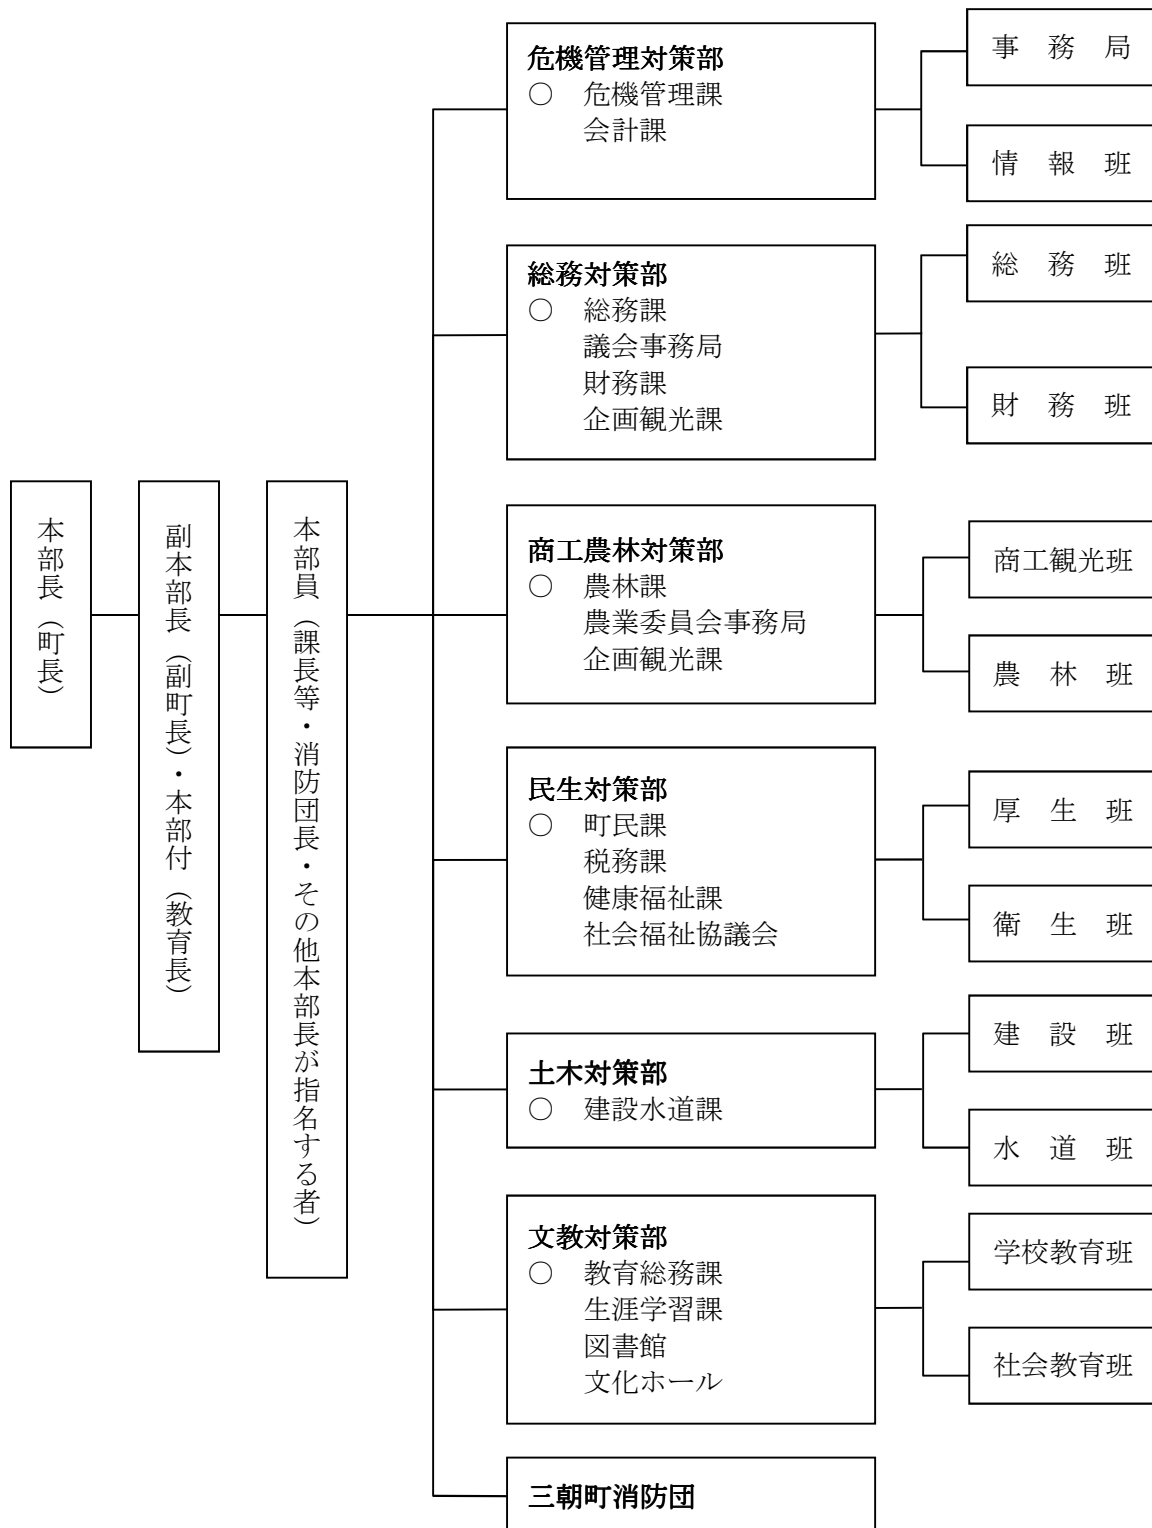 本部長（町長）
副本部長（副町長）・本部付（教育長）
本部員（課長等・消防団長・その他本部長が指名する者）
危機管理対策部
○　危機管理課
会計課
事　務　局
情　報　班
総務対策部
○　総務課
議会事務局
財務課
企画観光課
総　務　班
財　務　班
商工農林対策部
○　農林課
農業委員会事務局
企画観光課
商工観光班
農　林　班
民生対策部
○　町民課
税務課
健康福祉課
社会福祉協議会
厚　生　班
衛　生　班
土木対策部
○　建設水道課
建　設　班
水　道　班
文教対策部
○　教育総務課
生涯学習課
図書館
文化ホール
学校教育班
社会教育班
三朝町消防団